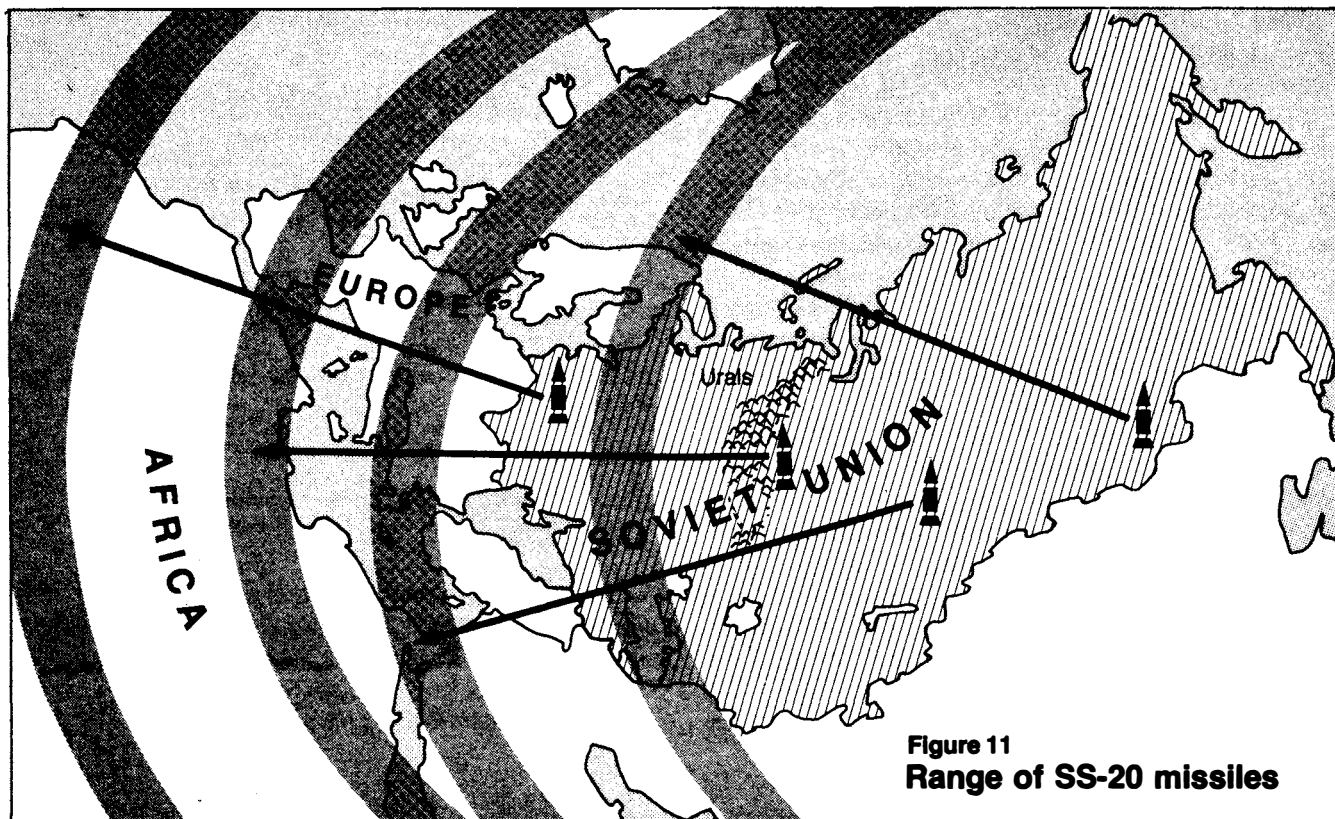 EUROPE
Urals
AFRICA
SOVIET UNION
Figure 11
Range of SS-20 missiles